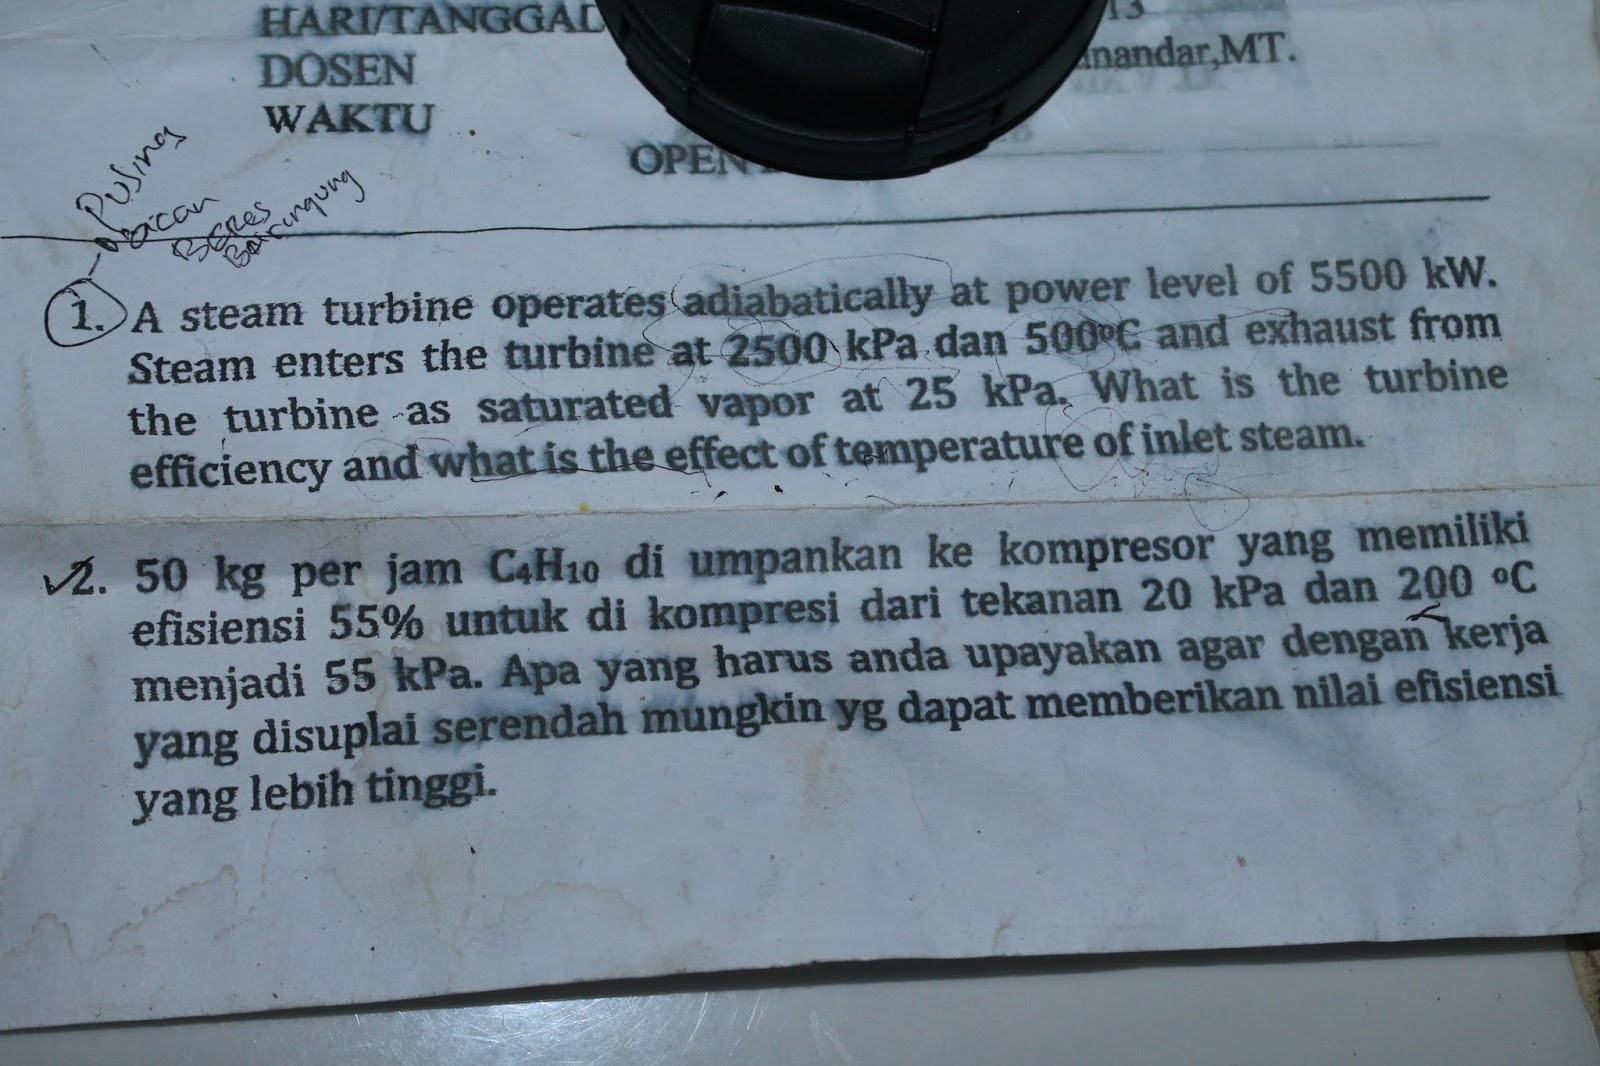 HARI/TANGGAL 13
DOSEN nandar,MT.
WAKTU
OPEN
Pusing
BERES
1. A steam turbine operates adiabatically at power level of 5500 kW.
Steam enters the turbine at 2500 kPa dan 500ºC and exhaust from
the turbine as saturated vapor at 25 kPa. What is the turbine
efficiency and what is the effect of temperature of inlet steam.
2. 50 kg per jam C₄H₁₀ di umpankan ke kompresor yang memiliki
efisiensi 55% untuk di kompresi dari tekanan 20 kPa dan 200 ºC
menjadi 55 kPa. Apa yang harus anda upayakan agar dengan kerja
yang disuplai serendah mungkin yg dapat memberikan nilai efisiensi
yang lebih tinggi.